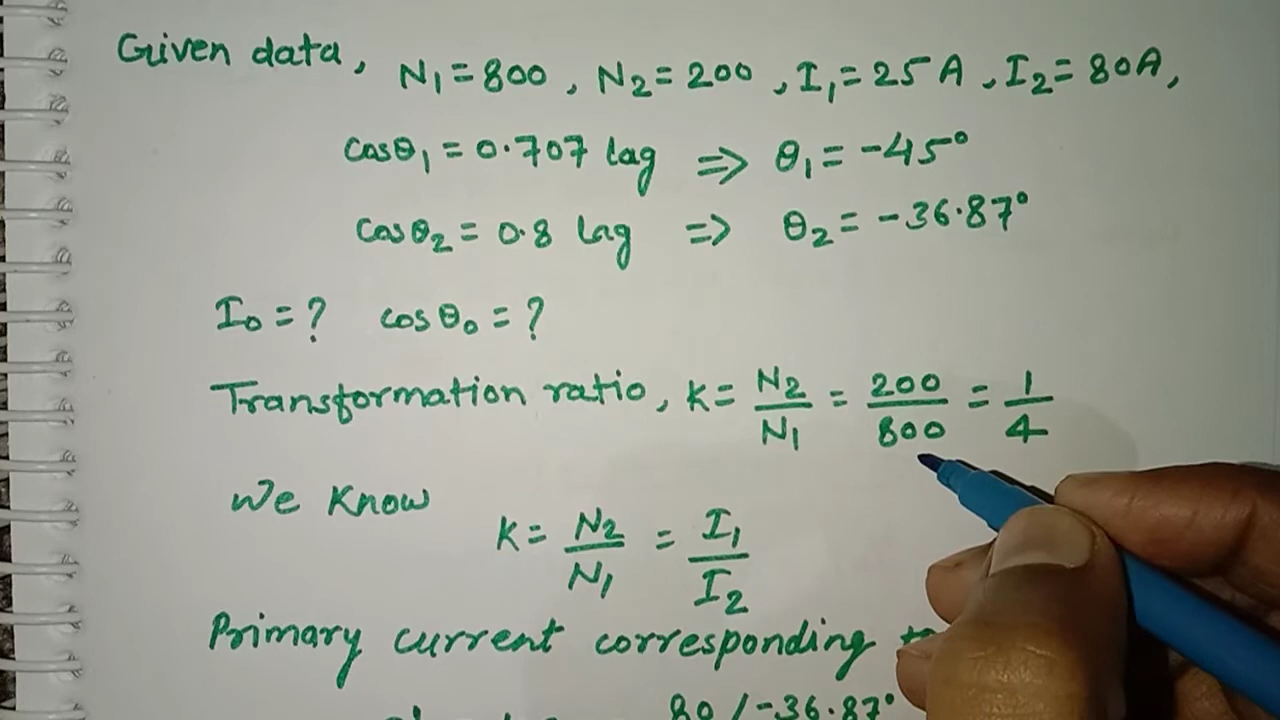 Given data, N₁ = 800, N₂ = 200, I₁ = 25 A, I₂ = 80A,
cosθ₁ = 0.707 lag ⇒ θ₁ = -45°
cosθ₂ = 0.8 lag ⇒ θ₂ = -36.87°
I₀ = ? cosθ₀ = ?
Transformation ratio, K = N₂/N₁ = 200/800 = 1/4
We Know
K = N₂/N₁ = I₁/I₂
Primary current corresponding
80 /-36.87°